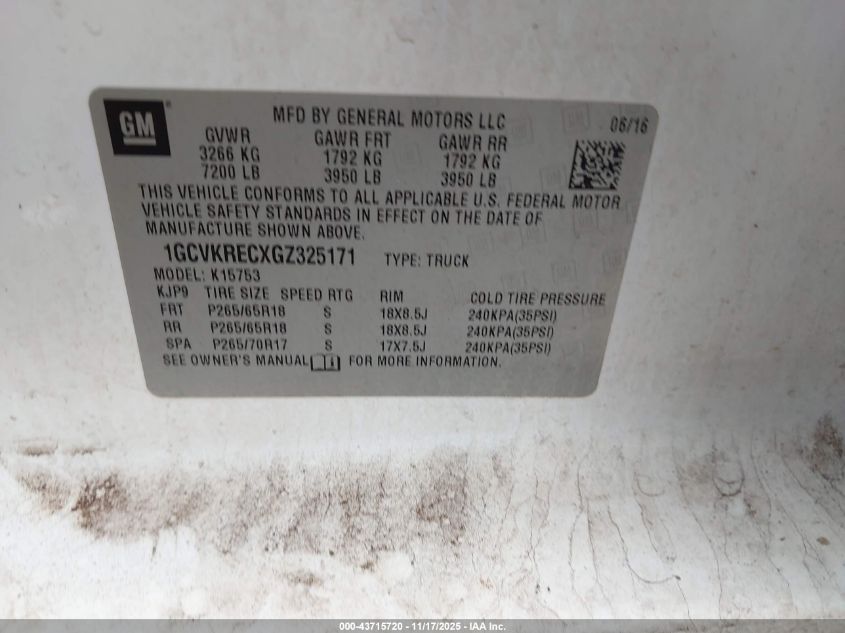 GM
MFD BY GENERAL MOTORS LLC 06/16
GVWR GAWR FRT GAWR RR
3266 KG 1792 KG 1792 KG
7200 LB 3950 LB 3950 LB
THIS VEHICLE CONFORMS TO ALL APPLICABLE U.S. FEDERAL MOTOR
VEHICLE SAFETY STANDARDS IN EFFECT ON THE DATE OF
MANUFACTURE SHOWN ABOVE.
1GCVKRECXGZ325171 TYPE: TRUCK
MODEL: K15753
KJP9 TIRE SIZE SPEED RTG RIM COLD TIRE PRESSURE
FRT P265/65R18 S 18X8.5J 240KPA(35PSI)
RR P265/65R18 S 18X8.5J 240KPA(35PSI)
SPA P265/70R17 S 17X7.5J 240KPA(35PSI)
SEE OWNER'S MANUAL FOR MORE INFORMATION.
000-43715720 - 11/17/2025 - IAA Inc.